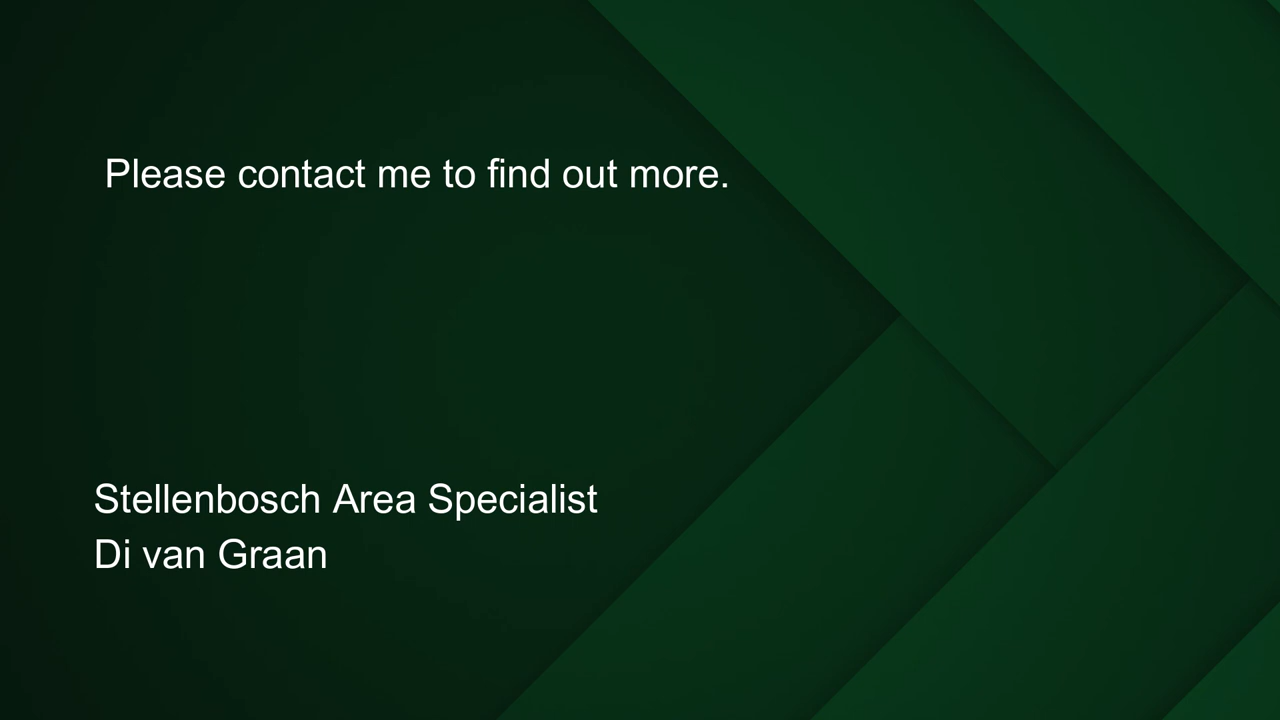 Please contact me to find out more.
Stellenbosch Area Specialist
Di van Graan